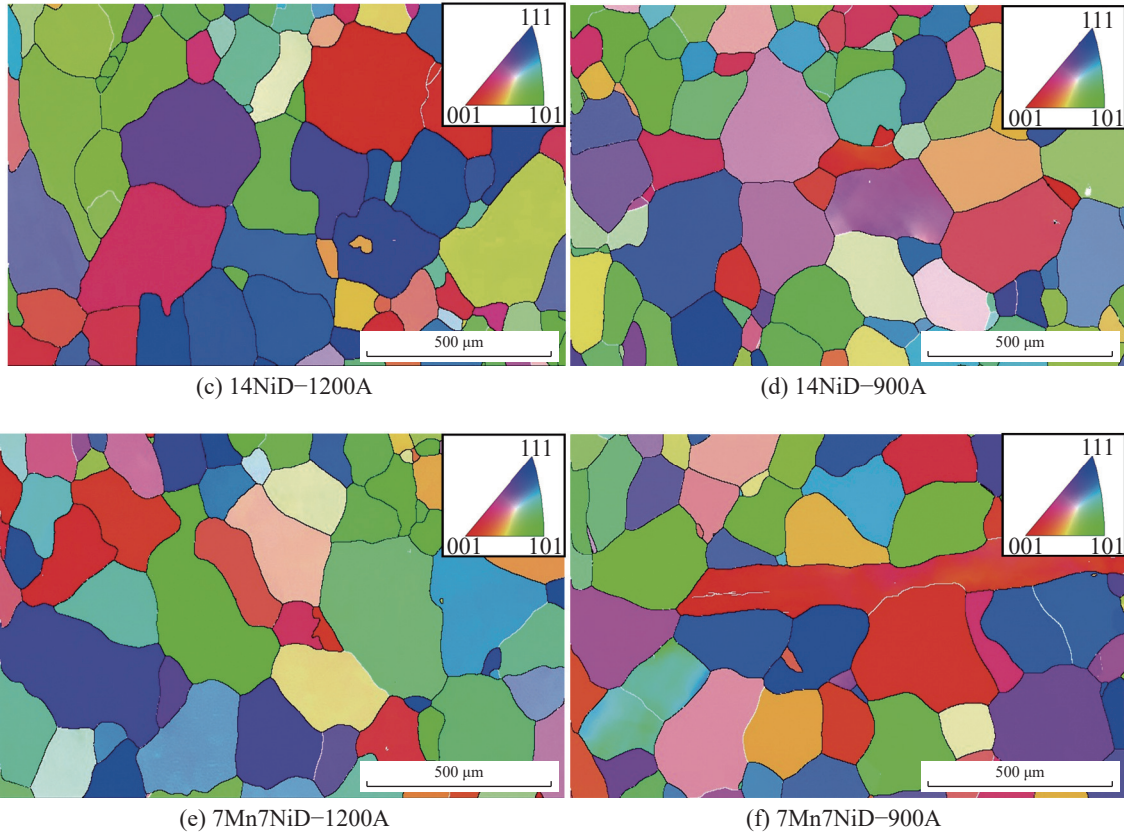 111
001 101
500 μm
111
001 101
500 μm
(c) 14NiD−1200A
(d) 14NiD−900A
111
001 101
500 μm
111
001 101
500 μm
(e) 7Mn7NiD−1200A
(f) 7Mn7NiD−900A